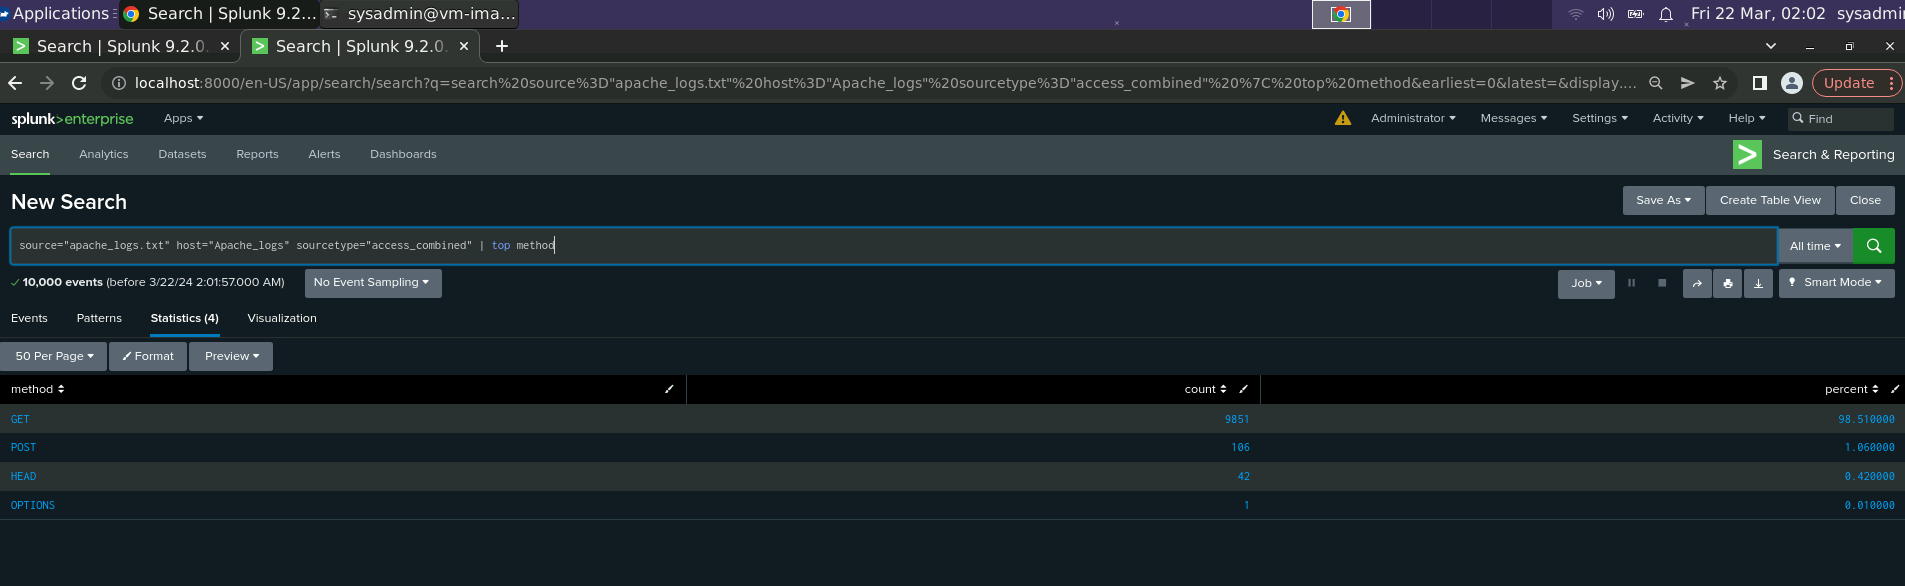 Applications Search | Splunk 9.2... sysadmin@vm-ima... Fri 22 Mar, 02:02 sysadmi
Search | Splunk 9.2.0. Search | Splunk 9.2.0.
localhost:8000/en-US/app/search/search?q=search%20source%3D"apache_logs.txt"%20host%3D"Apache_logs"%20sourcetype%3D"access_combined"%20%7C%20top%20method&earliest=0&latest=&display.... Update
splunk>enterprise Apps Administrator Messages Settings Activity Help Find
Search Analytics Datasets Reports Alerts Dashboards Search & Reporting
New Search Save As Create Table View Close
source="apache_logs.txt" host="Apache_logs" sourcetype="access_combined" | top method All time
10,000 events (before 3/22/24 2:01:57.000 AM) No Event Sampling Job Smart Mode
Events Patterns Statistics (4) Visualization
50 Per Page Format Preview
method count percent
GET 9851 98.510000
POST 106 1.060000
HEAD 42 0.420000
OPTIONS 1 0.010000